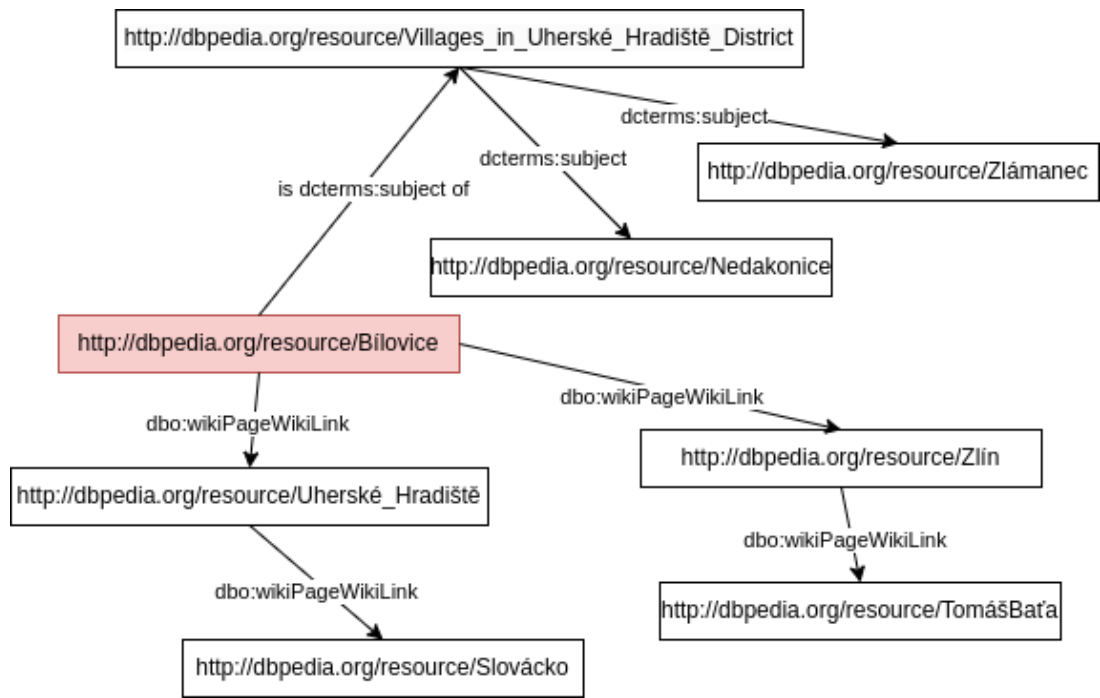 http://dbpedia.org/resource/Villages_in_Uherské_Hradiště_District
dcterms:subject
dcterms:subject
http://dbpedia.org/resource/Zlámanec
is dcterms:subject of
http://dbpedia.org/resource/Nedakonice
http://dbpedia.org/resource/Bílovice
dbo:wikiPageWikiLink
dbo:wikiPageWikiLink
http://dbpedia.org/resource/Zlín
http://dbpedia.org/resource/Uherské_Hradiště
dbo:wikiPageWikiLink
dbo:wikiPageWikiLink
http://dbpedia.org/resource/TomášBaťa
http://dbpedia.org/resource/Slovácko